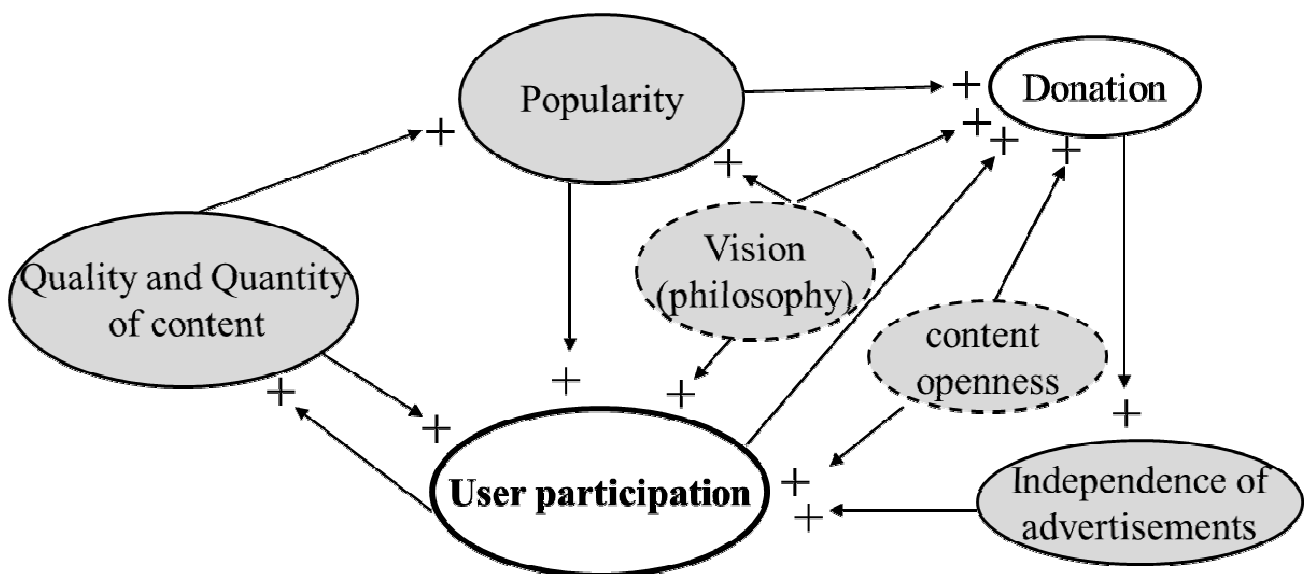 Popularity
+
Donation
+
+
+
+
+
Vision
(philosophy)
Quality and Quantity
of content
content
openness
+
+
+
+
+
User participation
+
+
Independence of
advertisements